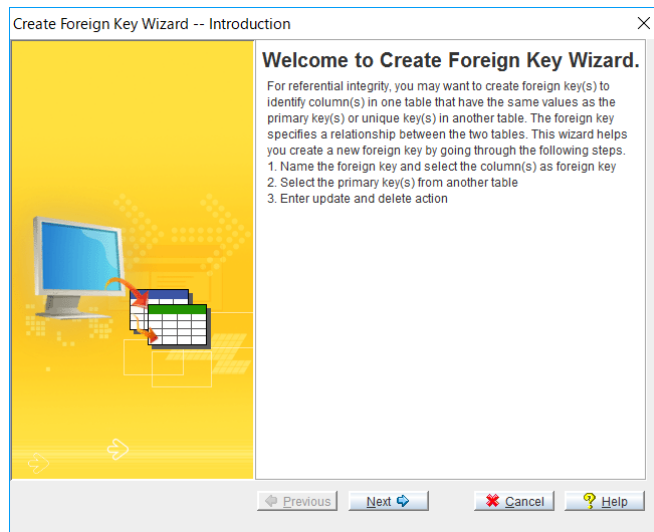 Create Foreign Key Wizard -- Introduction
Welcome to Create Foreign Key Wizard.
For referential integrity, you may want to create foreign key(s) to
identify column(s) in one table that have the same values as the
primary key(s) or unique key(s) in another table. The foreign key
specifies a relationship between the two tables. This wizard helps
you create a new foreign key by going through the following steps.
1. Name the foreign key and select the column(s) as foreign key
2. Select the primary key(s) from another table
3. Enter update and delete action
Previous Next Cancel Help